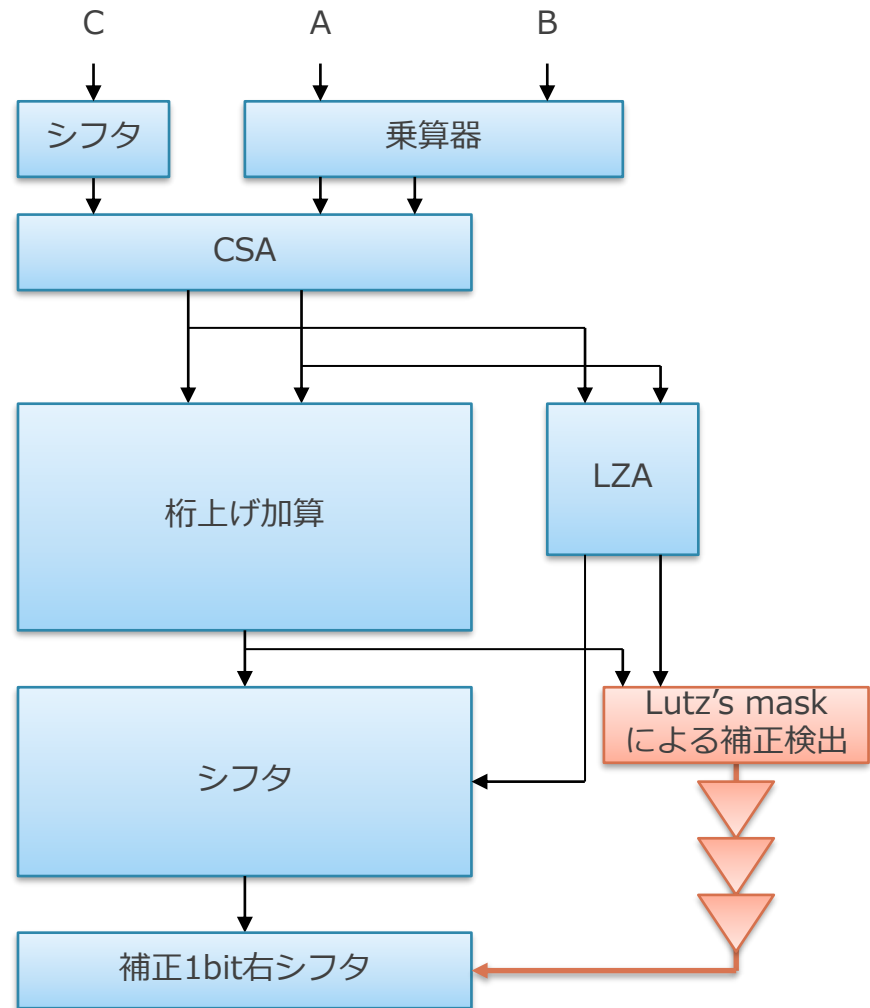 C
A
B
シフタ
乗算器
CSA
桁上げ加算
LZA
Lutz's mask
による補正検出
シフタ
補正1bit右シフタ